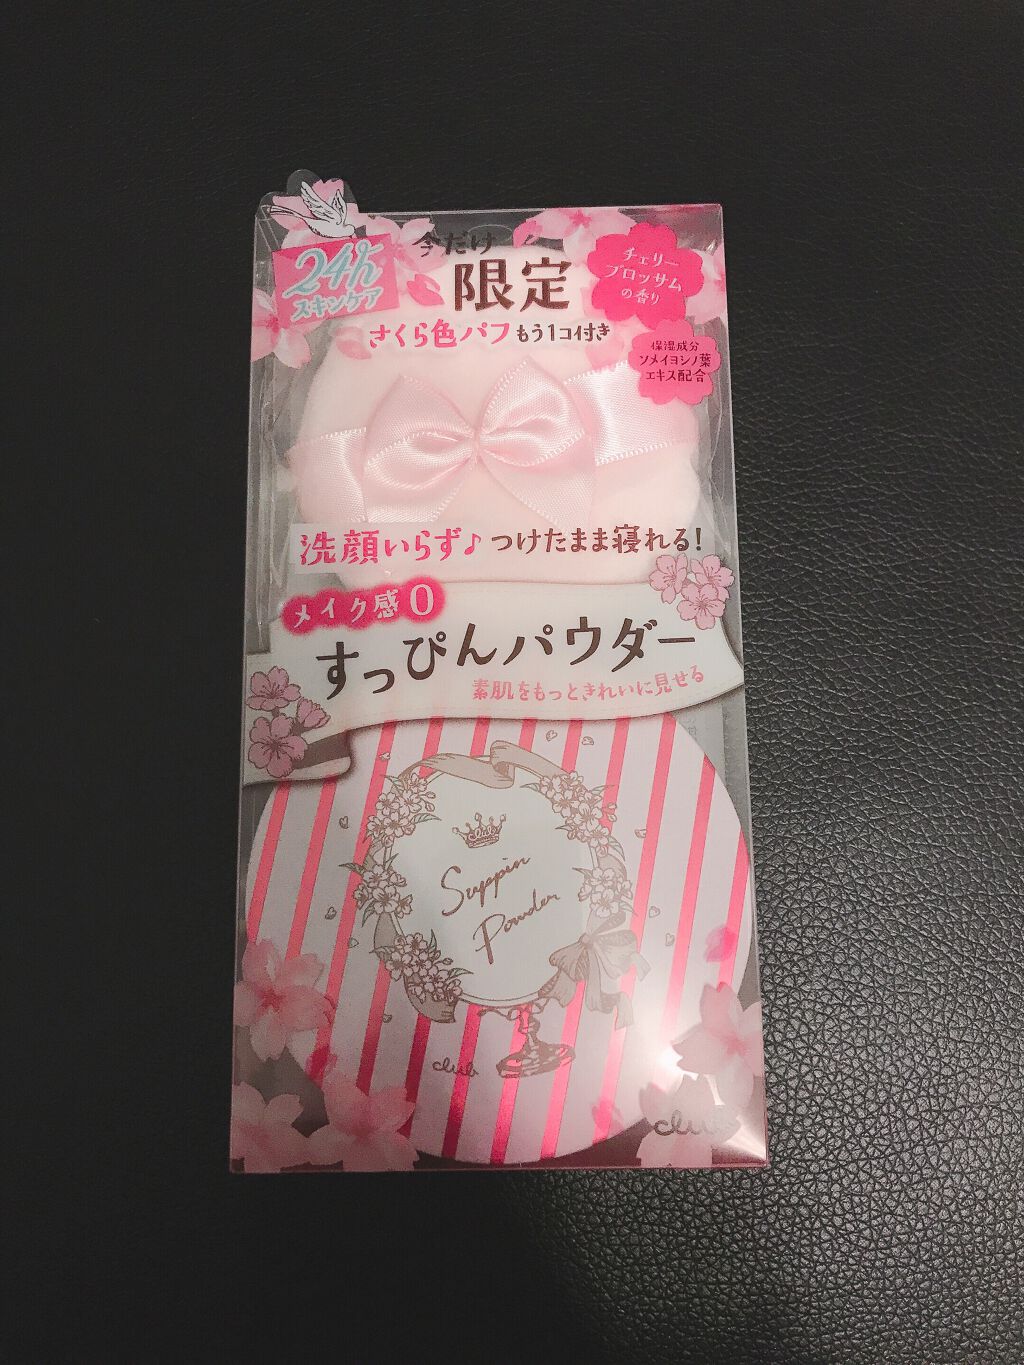 24h
スキンケア
今だけ
限定
さくら色パフもう1コ付き
チェリー
ブロッサム
の香り
保湿成分
ソメイヨシノ葉
エキス配合
洗顔いらず♪つけたまま寝れる!
メイク感0
すっぴんパウダー
素肌をもっときれいに見せる
club
Suppin
Powder
club
club